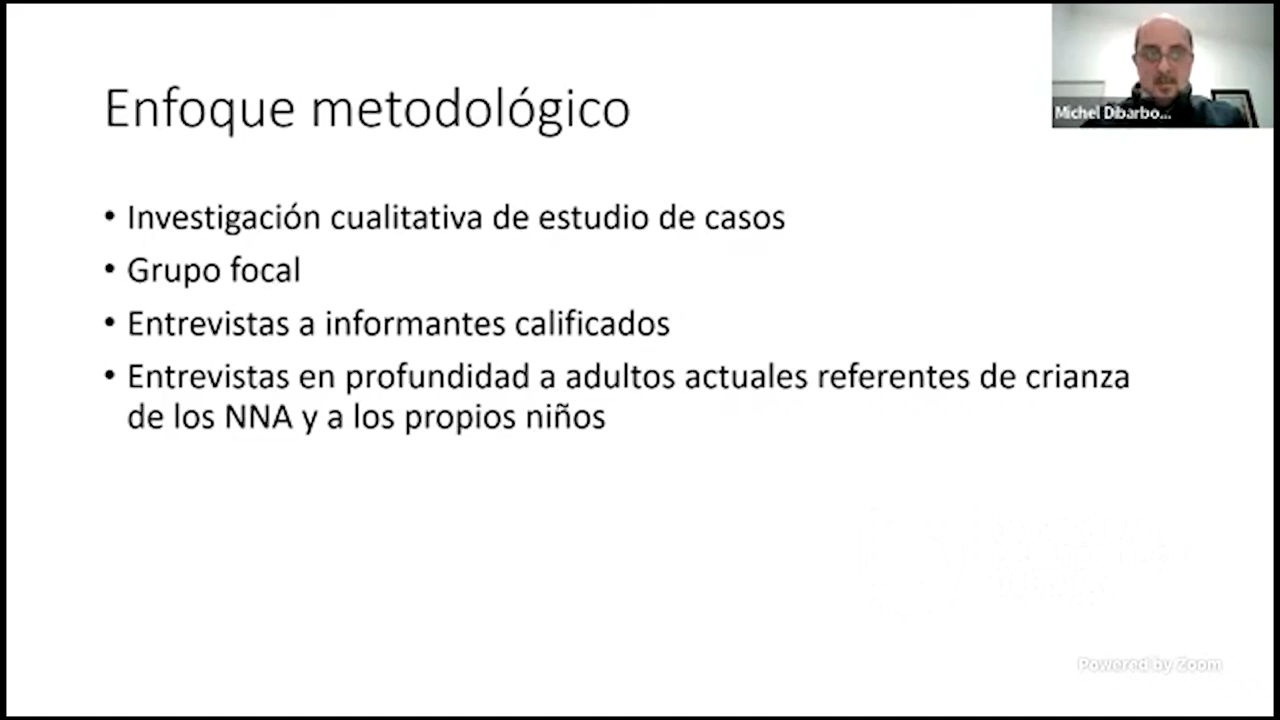 Enfoque metodológico
Michel Dibarbo...
• Investigación cualitativa de estudio de casos
• Grupo focal
• Entrevistas a informantes calificados
• Entrevistas en profundidad a adultos actuales referentes de crianza
de los NNA y a los propios niños
Powered by Zoom